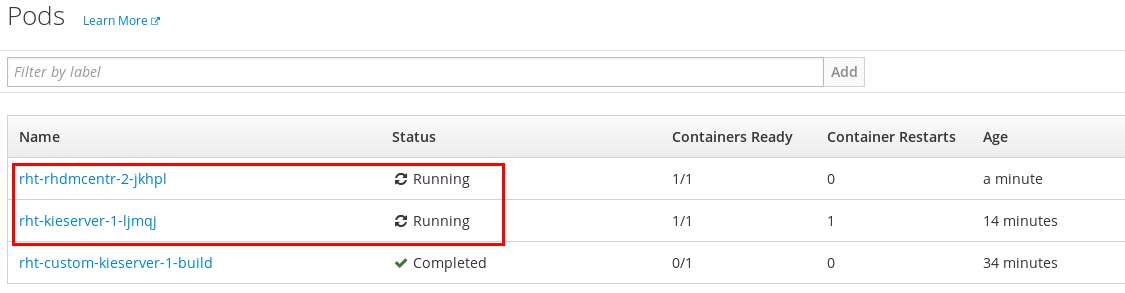 Pods Learn More
Filter by label Add
Name Status Containers Ready Container Restarts Age
rht-rhdmcentr-2-jkhpl Running 1/1 0 a minute
rht-kieserver-1-ljmqj Running 1/1 1 14 minutes
rht-custom-kieserver-1-build Completed 0/1 0 34 minutes